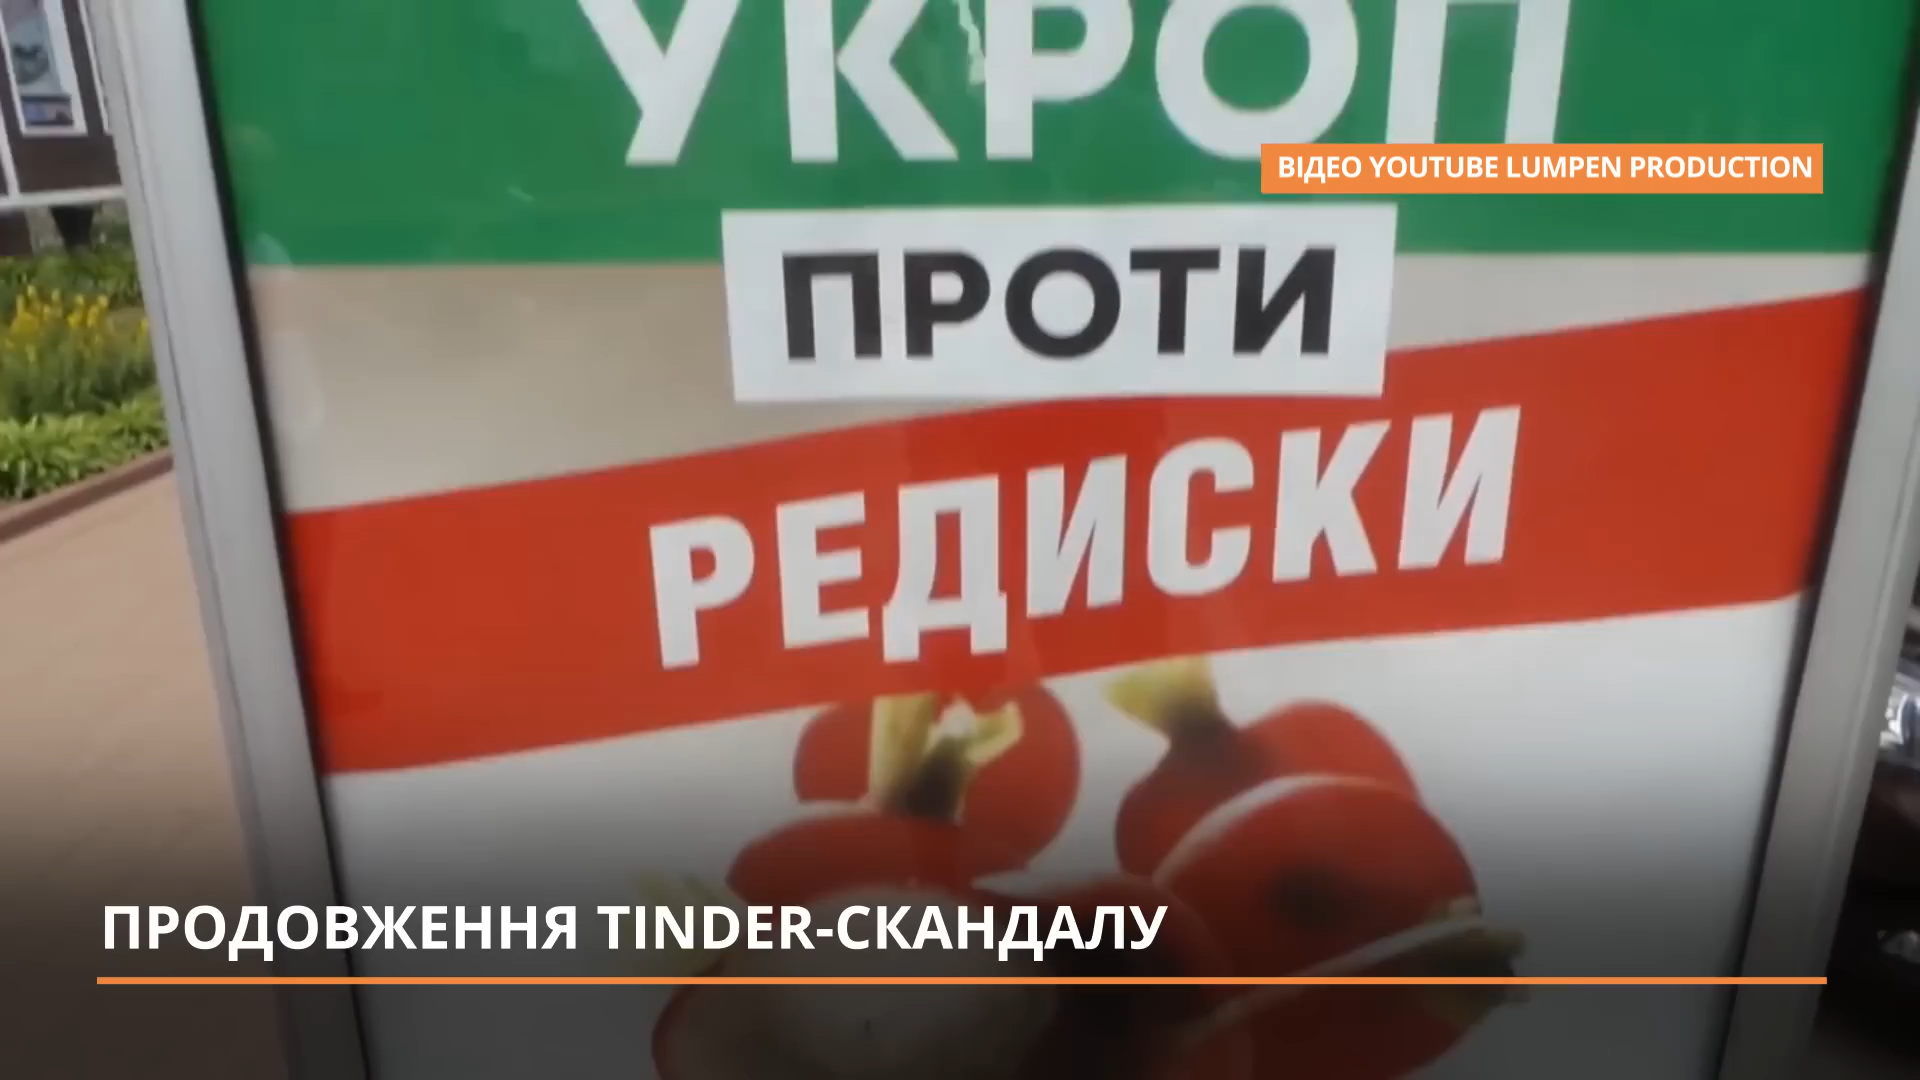 УКРОП
ВІДЕО YOUTUBE LUMPEN PRODUCTION
ПРОТИ
РЕДИСКИ
ПРОДОВЖЕННЯ TINDER-СКАНДАЛУ